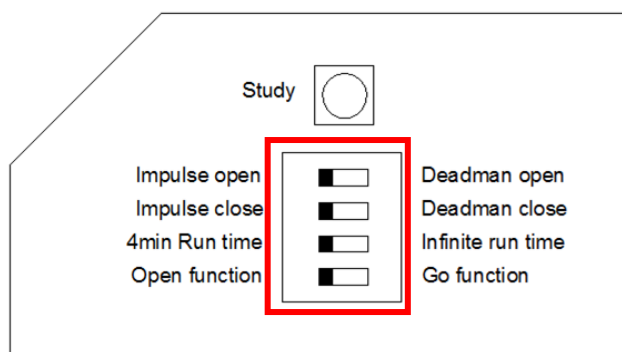 Study
Impulse open Deadman open
Impulse close Deadman close
4min Run time Infinite run time
Open function Go function